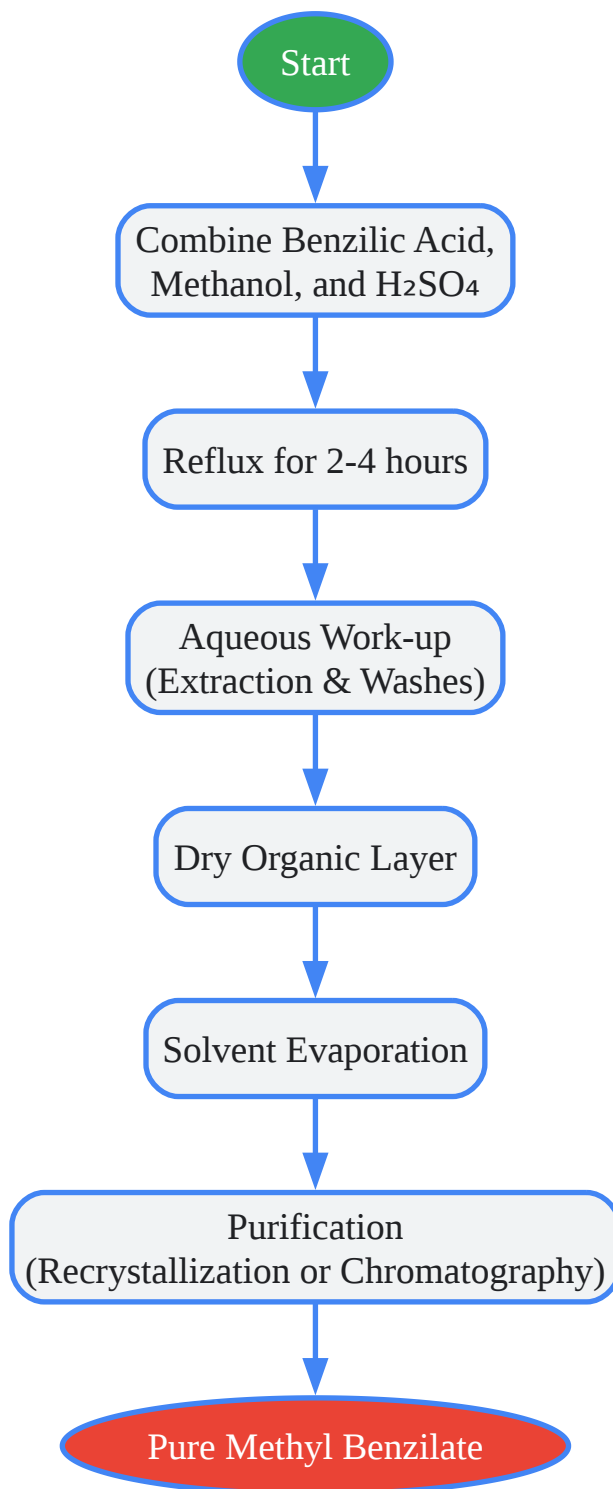 Start
Combine Benzilic Acid,
Methanol, and H₂SO₄
Reflux for 2-4 hours
Aqueous Work-up
(Extraction & Washes)
Dry Organic Layer
Solvent Evaporation
Purification
(Recrystallization or Chromatography)
Pure Methyl Benzilate